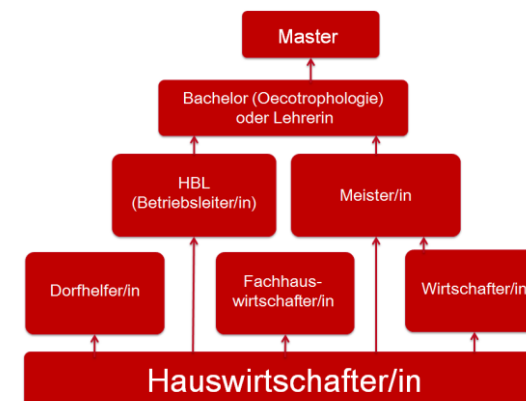 Master
Bachelor (Oecotrophologie)
oder Lehrerin
HBL
(Betriebsleiter/in)
Meister/in
Dorfhelfer/in
Fachhaus-
wirtschafter/in
Wirtschafter/in
Hauswirtschafter/in